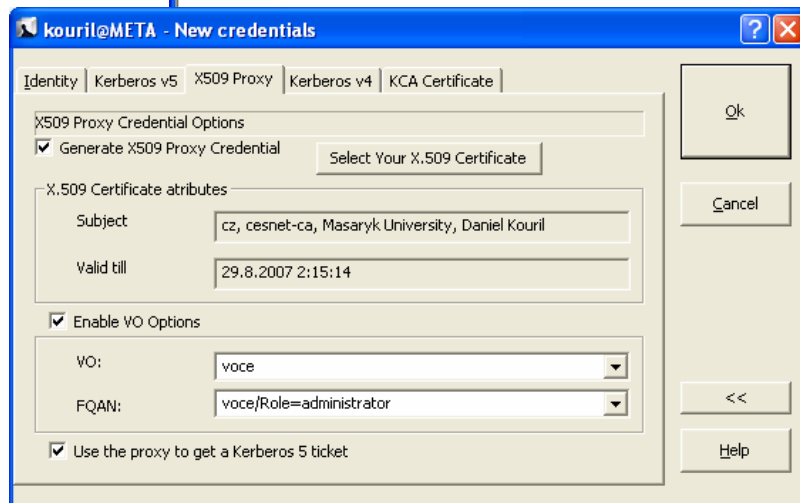 kouril@META - New credentials
Identity Kerberos v5 X509 Proxy Kerberos v4 KCA Certificate
X509 Proxy Credential Options
Generate X509 Proxy Credential
Select Your X.509 Certificate
X.509 Certificate atributes
Subject cz, cesnet-ca, Masaryk University, Daniel Kouril
Valid till 29.8.2007 2:15:14
Enable VO Options
VO: voce
FQAN: voce/Role=administrator
Use the proxy to get a Kerberos 5 ticket
Ok
Cancel
<<
Help